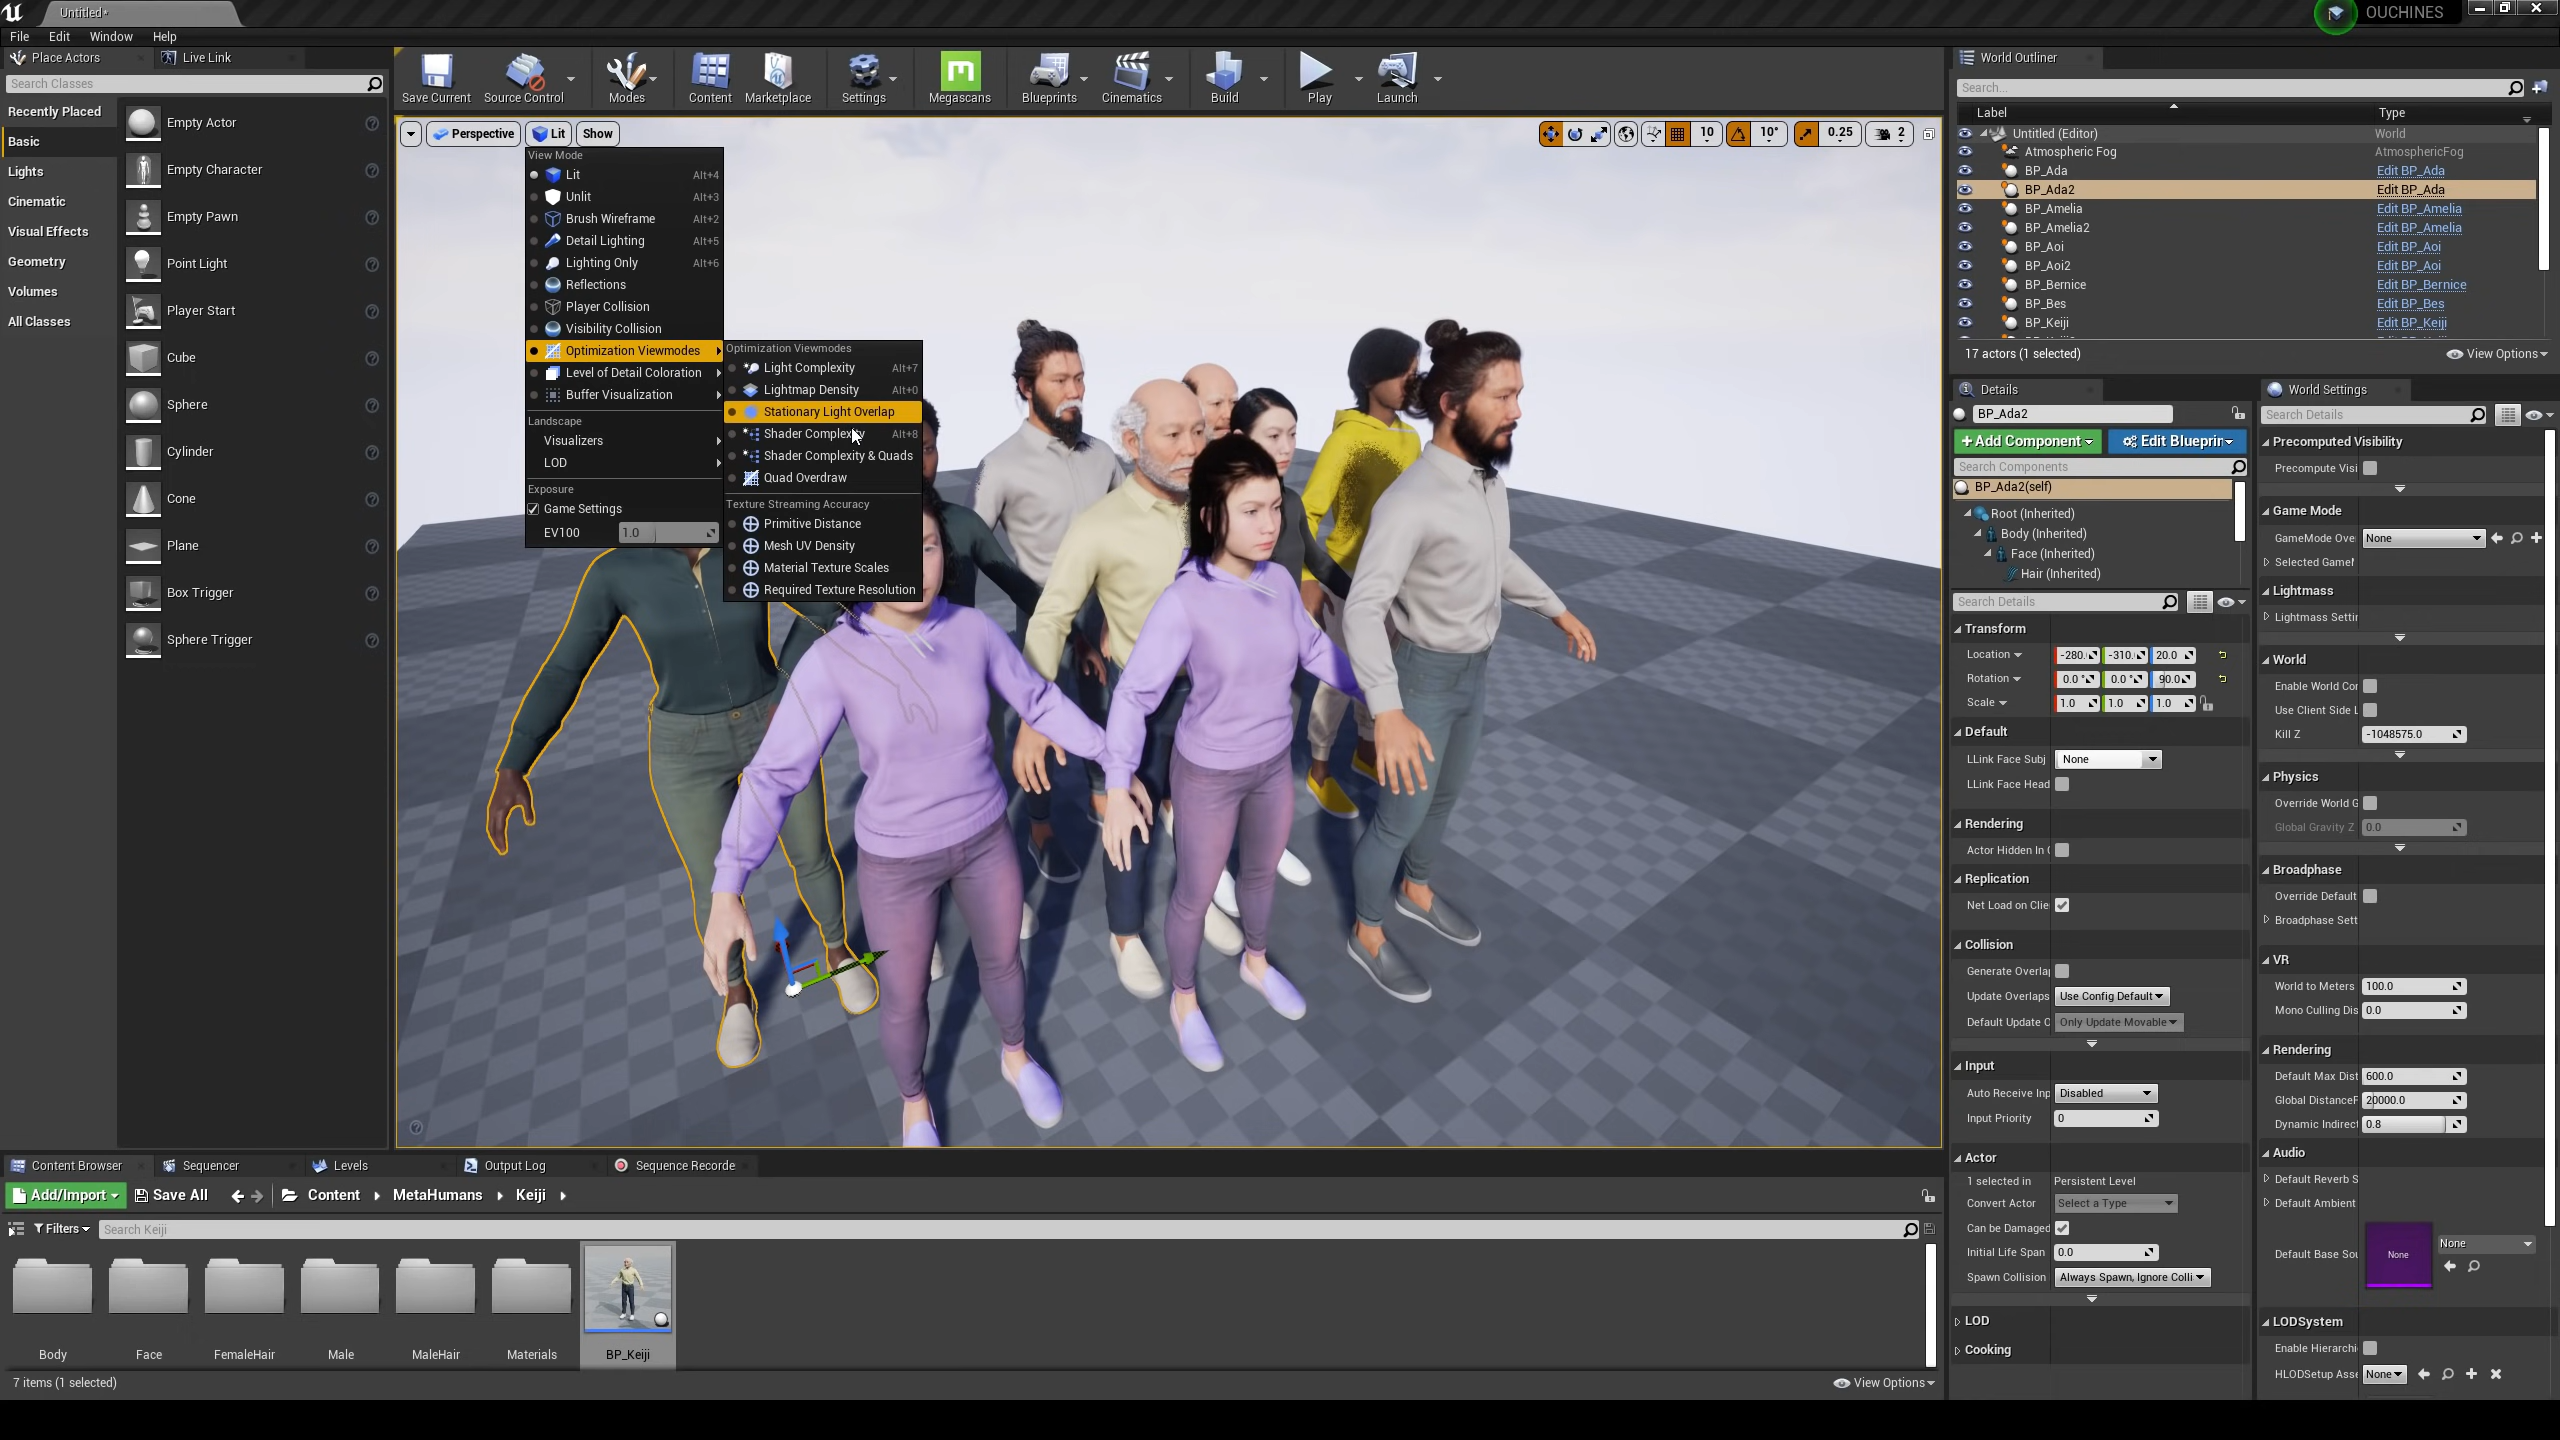 Untitled*
OUCHINES
File Edit Window Help
Place Actors
Live Link
Search Classes
Recently Placed
Basic
Lights
Cinematic
Visual Effects
Geometry
Volumes
All Classes
Empty Actor
Empty Character
Empty Pawn
Point Light
Player Start
Cube
Sphere
Cylinder
Cone
Plane
Box Trigger
Sphere Trigger
Save Current
Source Control
Modes
Content
Marketplace
Settings
Megascans
Blueprints
Cinematics
Build
Play
Launch
Perspective
Lit
Show
10
10°
0.25
2
View Mode
Lit Alt+4
Unlit Alt+3
Brush Wireframe Alt+2
Detail Lighting Alt+5
Lighting Only Alt+6
Reflections
Player Collision
Visibility Collision
Optimization Viewmodes
Level of Detail Coloration
Buffer Visualization
Landscape
Visualizers
LOD
Exposure
Game Settings
EV100 1.0
Optimization Viewmodes
Light Complexity Alt+7
Lightmap Density Alt+0
Stationary Light Overlap
Shader Complexity Alt+8
Shader Complexity & Quads
Quad Overdraw
Texture Streaming Accuracy
Primitive Distance
Mesh UV Density
Material Texture Scales
Required Texture Resolution
World Outliner
Search...
Label Type
Untitled (Editor) World
Atmospheric Fog AtmosphericFog
BP_Ada Edit BP_Ada
BP_Ada2 Edit BP_Ada
BP_Amelia Edit BP_Amelia
BP_Amelia2 Edit BP_Amelia
BP_Aoi Edit BP_Aoi
BP_Aoi2 Edit BP_Aoi
BP_Bernice Edit BP_Bernice
BP_Bes Edit BP_Bes
BP_Keiji Edit BP_Keiji
17 actors (1 selected)
View Options
Details
BP_Ada2
Add Component
Edit Blueprin
Search Components
BP_Ada2(self)
Root (Inherited)
Body (Inherited)
Face (Inherited)
Hair (Inherited)
Search Details
Transform
Location -280. -310. 20.0
Rotation 0.0 ° 0.0 ° 90.0
Scale 1.0 1.0 1.0
Default
LLink Face Subj None
LLink Face Head
Rendering
Actor Hidden In
Replication
Net Load on Clie
Collision
Generate Overla
Update Overlaps Use Config Default
Default Update Only Update Movable
Input
Auto Receive Inp Disabled
Input Priority 0
Actor
1 selected in Persistent Level
Convert Actor Select a Type
Can be Damaged
Initial Life Span 0.0
Spawn Collision Always Spawn, Ignore Colli
LOD
Cooking
World Settings
Search Details
Precomputed Visibility
Precompute Visi
Game Mode
GameMode Ove None
Selected Gamel
Lightmass
Lightmass Settin
World
Enable World Cor
Use Client Side L
Kill Z -1048575.0
Physics
Override World G
Global Gravity Z 0.0
Broadphase
Override Default
Broadphase Sett
VR
World to Meters 100.0
Mono Culling Dis 0.0
Rendering
Default Max Dist 600.0
Global DistanceF 20000.0
Dynamic Indirect 0.8
Audio
Default Reverb S
Default Ambient
Default Base Sou None None
LODSystem
Enable Hierarchi
HLODSetup Asse None
Content Browser
Sequencer
Levels
Output Log
Sequence Recorde
Add/Import
Save All
Content
MetaHumans
Keiji
Filters
Search Keiji
Body
Face
FemaleHair
Male
MaleHair
Materials
BP_Keiji
7 items (1 selected)
View Options